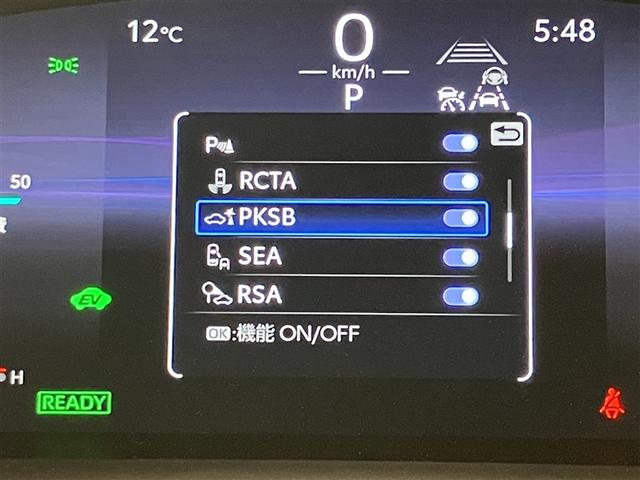 12℃
0
5:48
km/h
P
P
RCTA
50
PKSB
SEA
RSA
EV
OK:機能 ON/OFF
H
READY